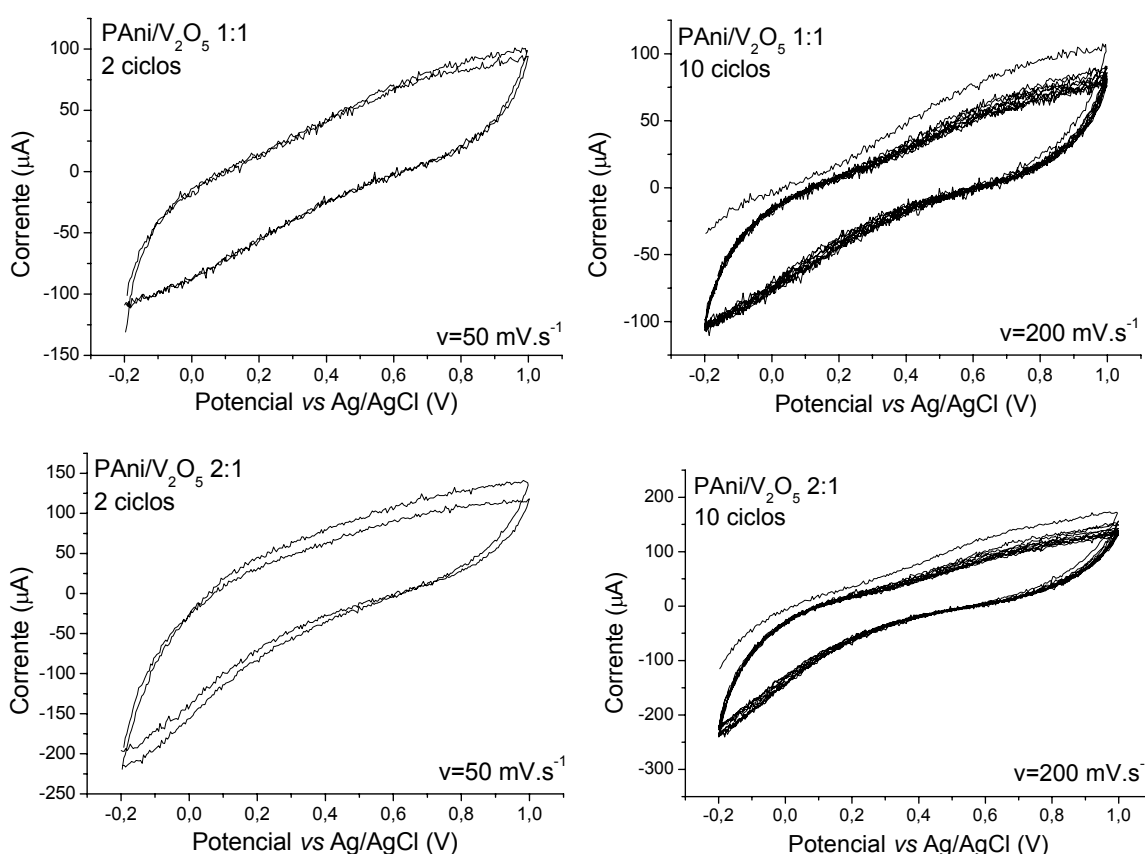 PAni/V₂O₅ 1:1
2 ciclos
100
50
0
-50
-100
-150
Corrente (μA)
v=50 mV.s⁻¹
-0,2 0,0 0,2 0,4 0,6 0,8 1,0
Potencial vs Ag/AgCl (V)
PAni/V₂O₅ 1:1
10 ciclos
100
50
0
-50
-100
Corrente (μA)
v=200 mV.s⁻¹
-0,2 0,0 0,2 0,4 0,6 0,8 1,0
Potencial vs Ag/AgCl (V)
PAni/V₂O₅ 2:1
2 ciclos
150
100
50
0
-50
-100
-150
-200
-250
Corrente (μA)
v=50 mV.s⁻¹
-0,2 0,0 0,2 0,4 0,6 0,8 1,0
Potencial vs Ag/AgCl (V)
PAni/V₂O₅ 2:1
10 ciclos
200
100
0
-100
-200
-300
Corrente (μA)
v=200 mV.s⁻
-0,2 0,0 0,2 0,4 0,6 0,8 1,0
Potencial vs Ag/AgCl (V)